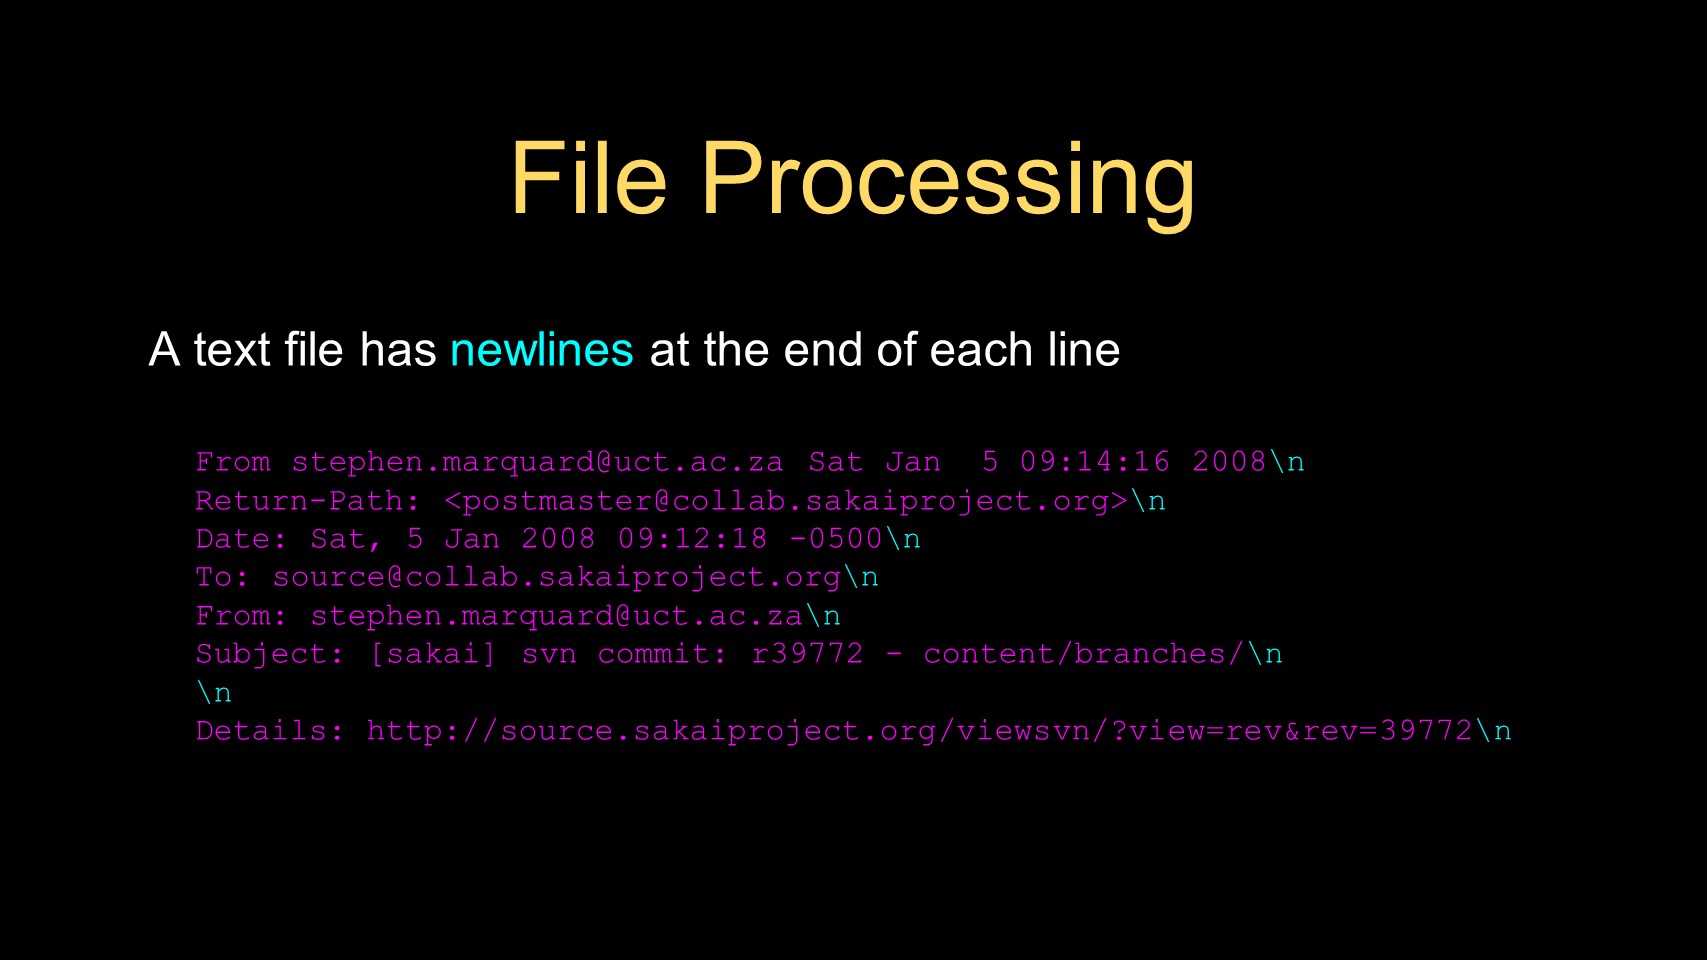 File Processing
A text file has newlines at the end of each line
From stephen.marquard@uct.ac.za Sat Jan  5 09:14:16 2008\n
Return-Path: <postmaster@collab.sakaiproject.org>\n
Date: Sat, 5 Jan 2008 09:12:18 -0500\n
To: source@collab.sakaiproject.org\n
From: stephen.marquard@uct.ac.za\n
Subject: [sakai] svn commit: r39772 - content/branches/\n
\n
Details: http://source.sakaiproject.org/viewsvn/?view=rev&rev=39772\n